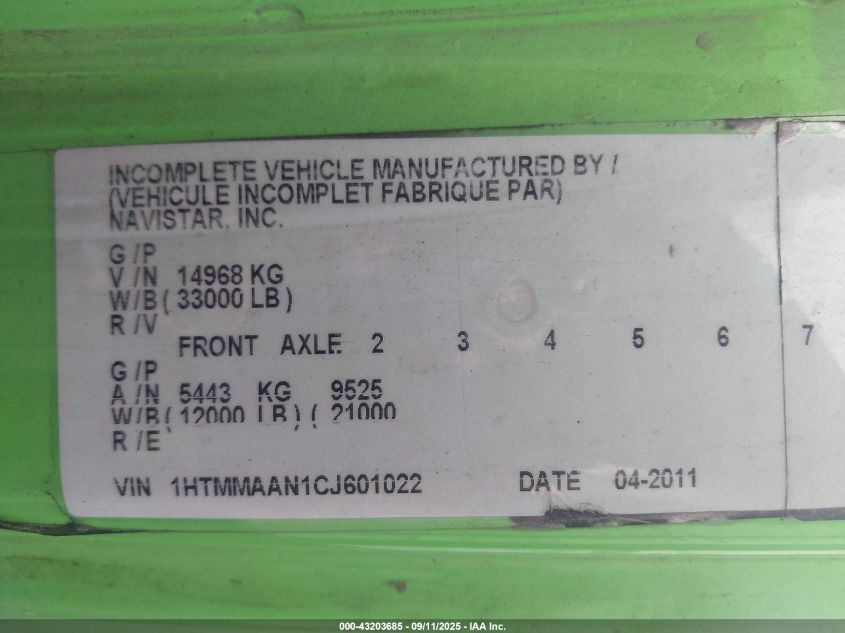 INCOMPLETE VEHICLE MANUFACTURED BY /
(VEHICULE INCOMPLET FABRIQUE PAR)
NAVISTAR, INC.
G /P
V /N 14968 KG
W/B ( 33000 LB )
R /V
FRONT AXLE 2 3 4 5 6 7
G /P
A /N 5443 KG 9525
W/B ( 12000 LB ) ( 21000
R /E
VIN 1HTMMAAN1CJ601022 DATE 04-2011
000-43203685 - 09/11/2025 - IAA Inc.